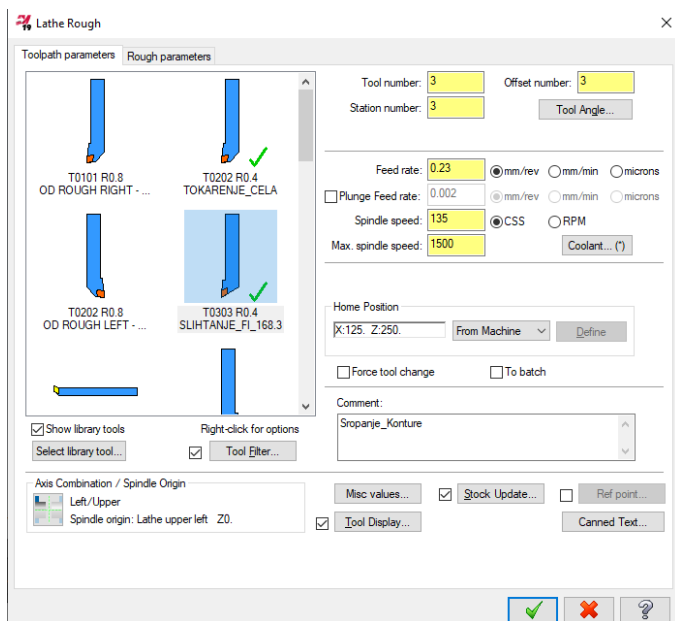 19
Lathe Rough
Toolpath parameters Rough parameters
T0101 R0.8
OD ROUGH RIGHT - ...
T0202 R0.4
TOKARENJE_CELA
T0202 R0.8
OD ROUGH LEFT - ...
T0303 R0.4
SLIHTANJE_FI_168.3
Show library tools
Right-click for options
Select library tool...
Tool Filter...
Axis Combination / Spindle Origin
Left/Upper
Spindle origin: Lathe upper left Z0.
Tool number: 3 Offset number: 3
Station number: 3 Tool Angle...
Feed rate: 0.23 mm/rev mm/min microns
Plunge Feed rate: 0.002 mm/rev mm/min microns
Spindle speed: 135 CSS RPM
Max. spindle speed: 1500 Coolant... (*)
Home Position
X:125. Z:250. From Machine Define
Force tool change To batch
Comment:
Sropanje_Konture
Misc values... Stock Update... Ref point...
Tool Display... Canned Text...
?